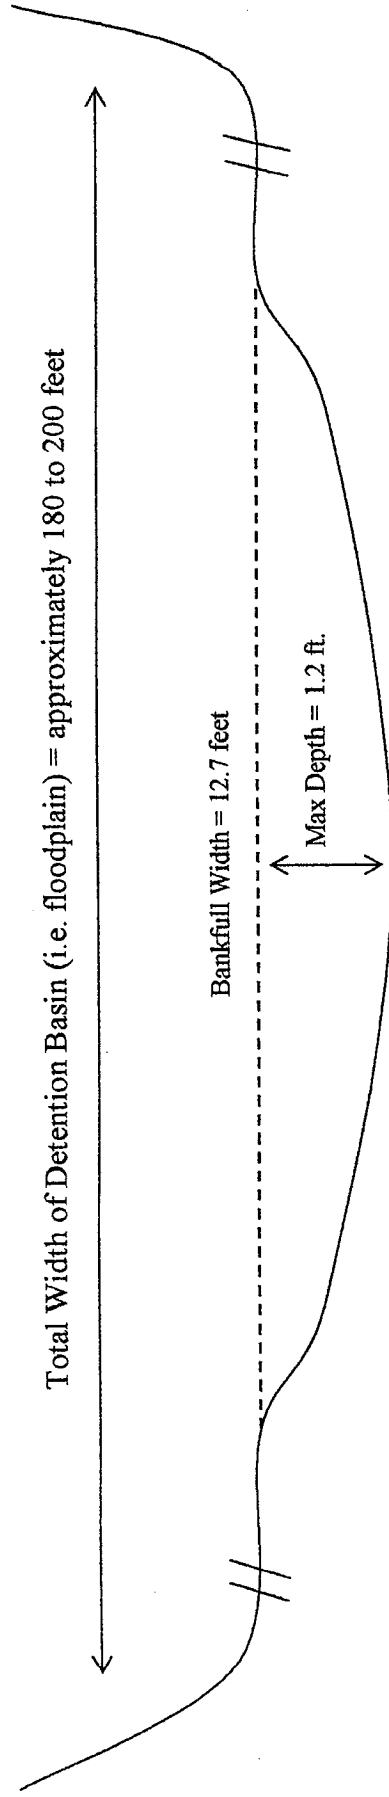 Total Width of Detention Basin (i.e. floodplain) = approximately 180 to 200 feet
Bankfull Width = 12.7 feet
Max Depth = 1.2 ft.